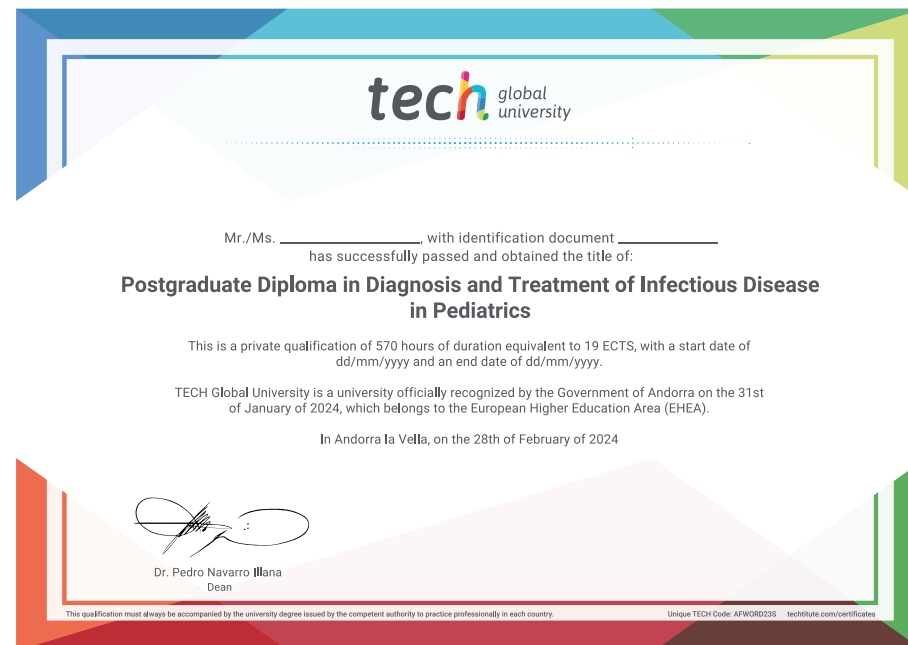 tech global university
Mr./Ms. ____________________, with identification document ______________
has successfully passed and obtained the title of:
Postgraduate Diploma in Diagnosis and Treatment of Infectious Disease
in Pediatrics
This is a private qualification of 570 hours of duration equivalent to 19 ECTS, with a start date of
dd/mm/yyyy and an end date of dd/mm/yyyy.
TECH Global University is a university officially recognized by the Government of Andorra on the 31st
of January of 2024, which belongs to the European Higher Education Area (EHEA).
In Andorra la Vella, on the 28th of February of 2024
Dr. Pedro Navarro Illana
Dean
This qualification must always be accompanied by the university degree issued by the competent authority to practice professionally in each country. Unique TECH Code: AFWORD23S techtitute.com/certificates